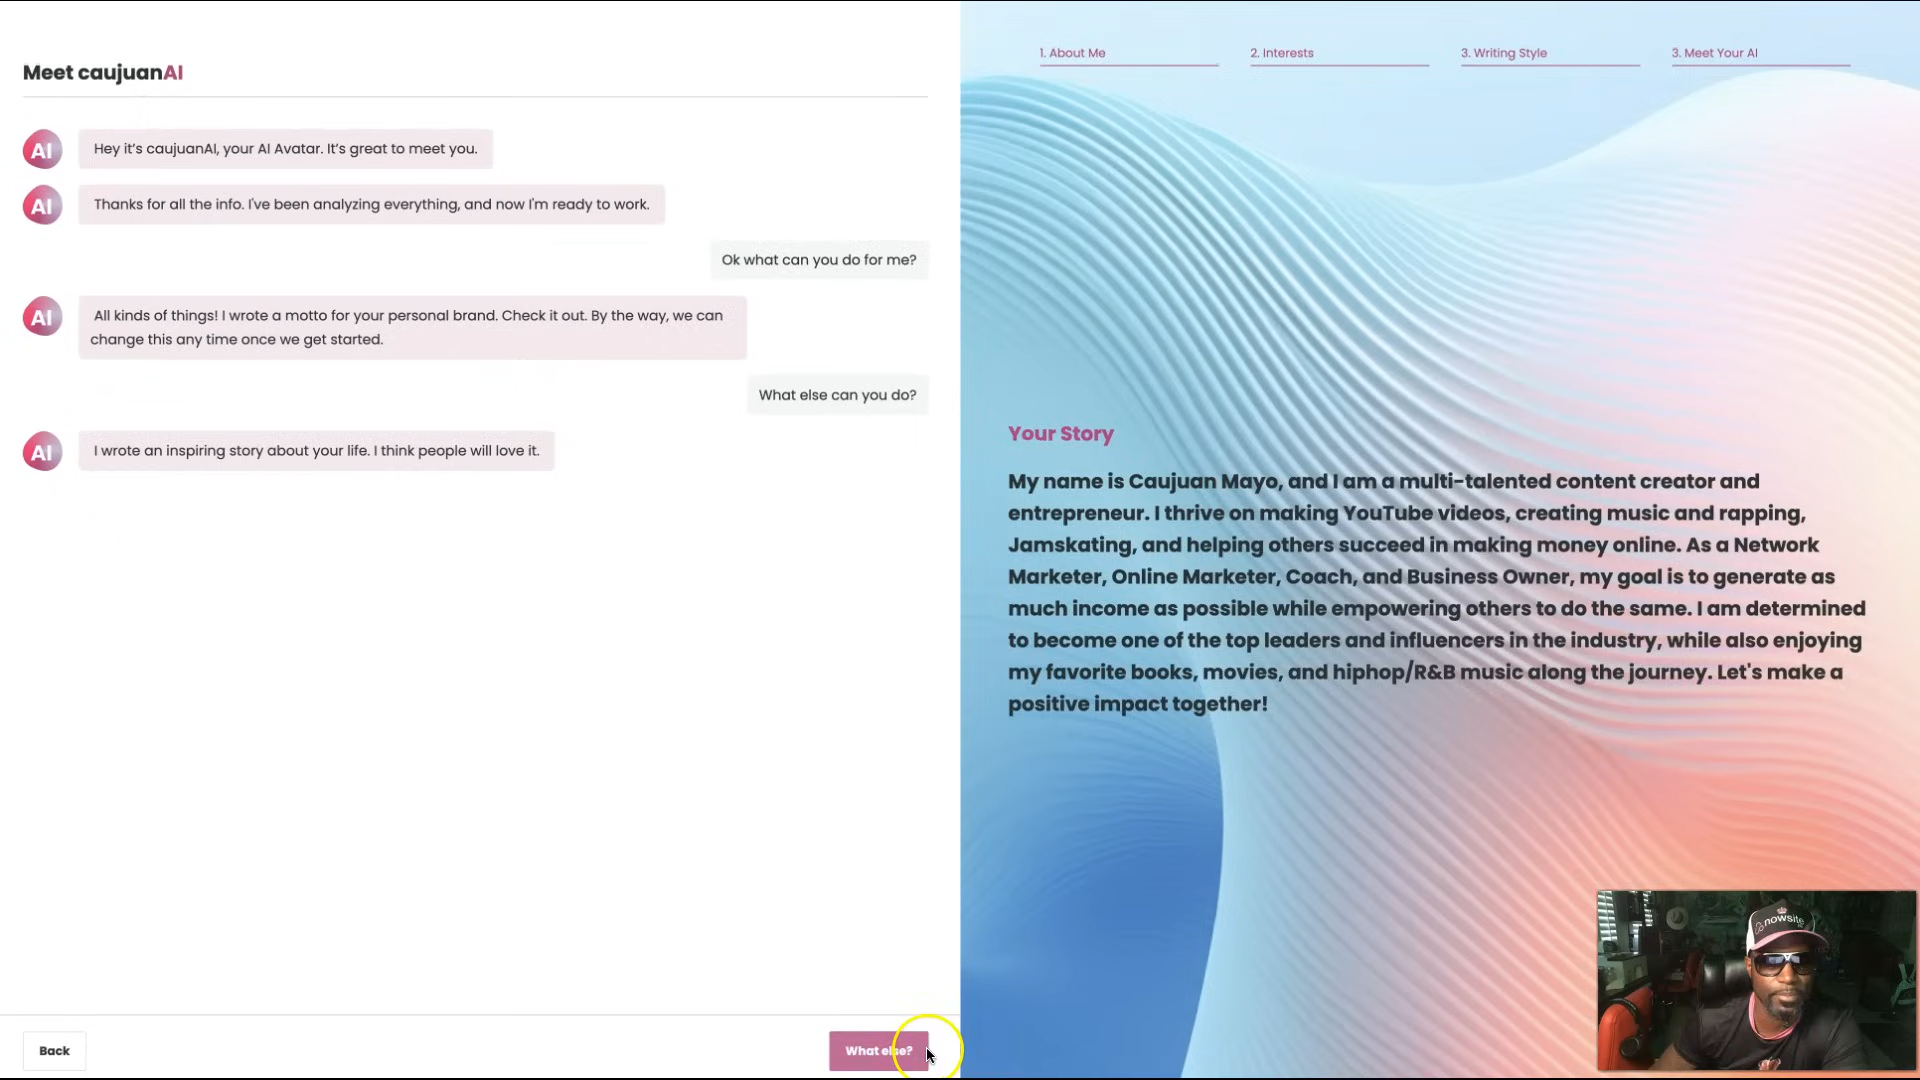 Meet caujuanAI
AI
Hey it's caujuanAI, your AI Avatar. It's great to meet you.
AI
Thanks for all the info. I've been analyzing everything, and now I'm ready to work.
Ok what can you do for me?
AI
All kinds of things! I wrote a motto for your personal brand. Check it out. By the way, we can
change this any time once we get started.
What else can you do?
AI
I wrote an inspiring story about your life. I think people will love it.
Back
What else?
1. About Me
2. Interests
3. Writing Style
3. Meet Your AI
Your Story
My name is Caujuan Mayo, and I am a multi-talented content creator and
entrepreneur. I thrive on making YouTube videos, creating music and rapping,
Jamskating, and helping others succeed in making money online. As a Network
Marketer, Online Marketer, Coach, and Business Owner, my goal is to generate as
much income as possible while empowering others to do the same. I am determined
to become one of the top leaders and influencers in the industry, while also enjoying
my favorite books, movies, and hiphop/R&B music along the journey. Let's make a
positive impact together!
nowsite